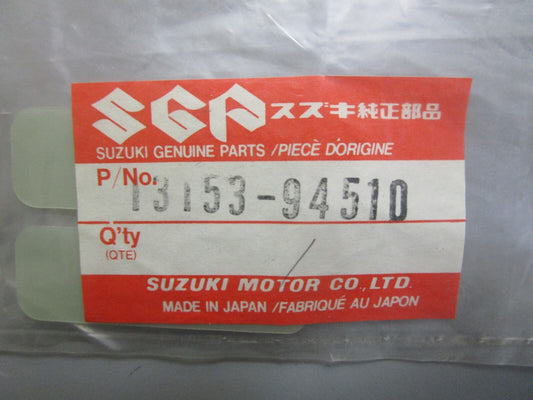 SGP スズキ純正部品
SUZUKI GENUINE PARTS /PIECÈ D'ORIGINE
P/No. 13153-94510
Q'ty
(QTE) /
SUZUKI MOTOR CO.,LTD.
MADE IN JAPAN /FABRIQUÉ AU JAPON